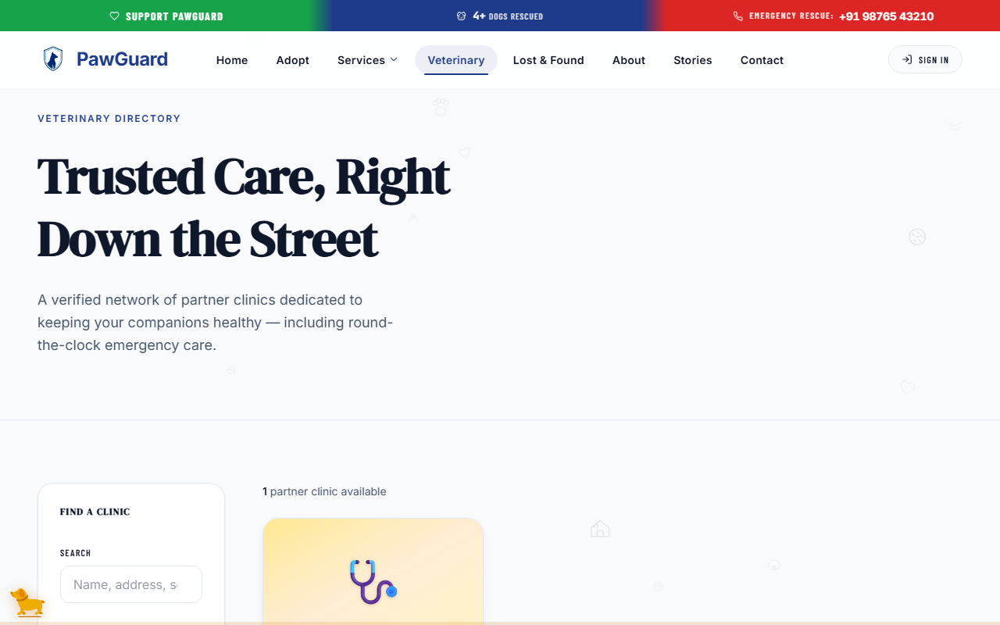 SUPPORT PAWGUARD
4+ DOGS RESCUED
EMERGENCY RESCUE: +91 98765 43210
PawGuard
Home
Adopt
Services
Veterinary
Lost & Found
About
Stories
Contact
SIGN IN
VETERINARY DIRECTORY
Trusted Care, Right
Down the Street
A verified network of partner clinics dedicated to
keeping your companions healthy — including round-
the-clock emergency care.
FIND A CLINIC
SEARCH
Name, address, s
1 partner clinic available